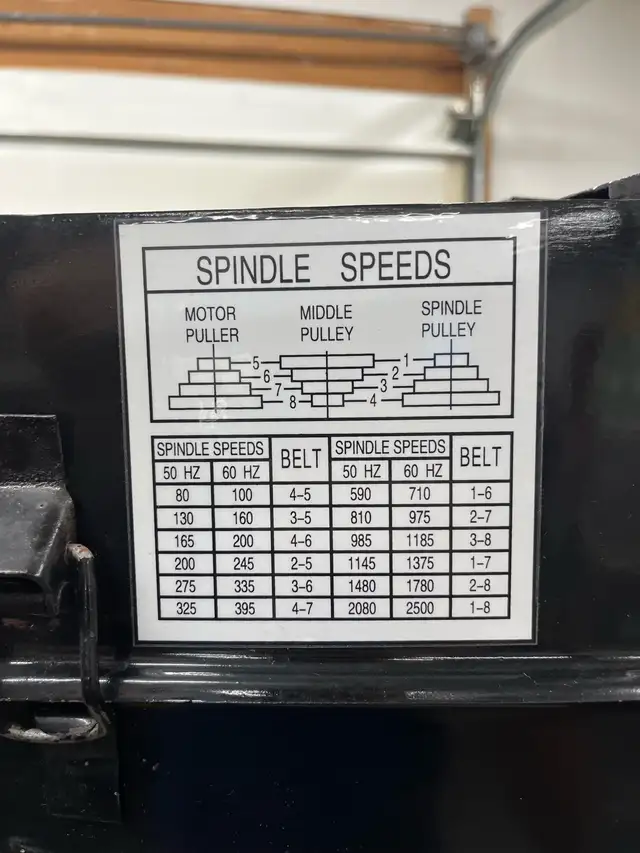 SPINDLE SPEEDS
MOTOR PULLER
MIDDLE PULLEY
SPINDLE PULLEY
5 1
6 2
7 3
8 4
SPINDLE SPEEDS BELT SPINDLE SPEEDS BELT
50 HZ 60 HZ 50 HZ 60 HZ
80 100 4-5 590 710 1-6
130 160 3-5 810 975 2-7
165 200 4-6 985 1185 3-8
200 245 2-5 1145 1375 1-7
275 335 3-6 1480 1780 2-8
325 395 4-7 2080 2500 1-8